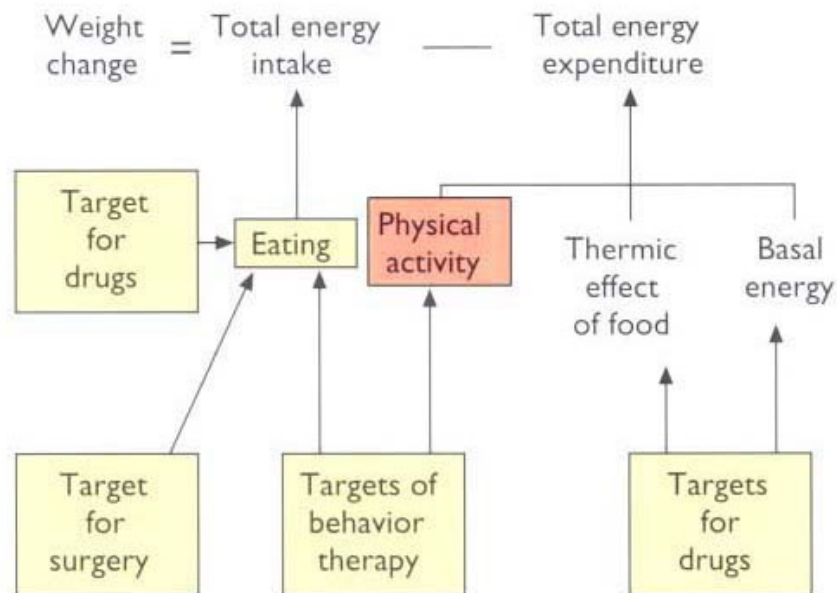 Weight change = Total energy intake — Total energy expenditure
Target
for
drugs
Eating
Physical
activity
Thermic
effect
of food
Basal
energy
Target
for
surgery
Targets of
behavior
therapy
Targets
for
drugs